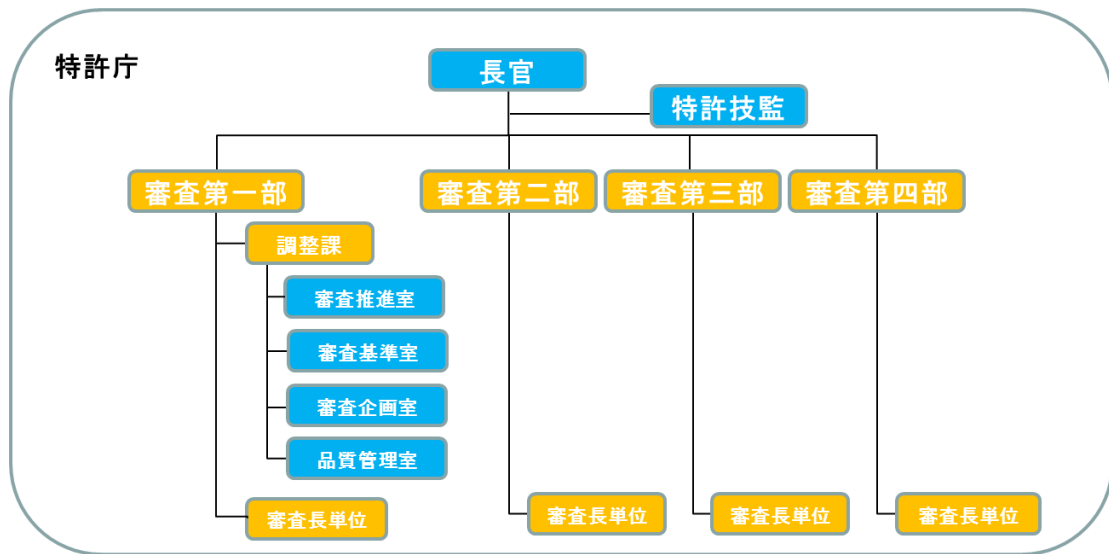 特許庁
長官
特許技監
審査第一部
審査第二部
審査第三部
審査第四部
調整課
審査推進室
審査基準室
審査企画室
品質管理室
審査長単位
審査長単位
審査長単位
審査長単位